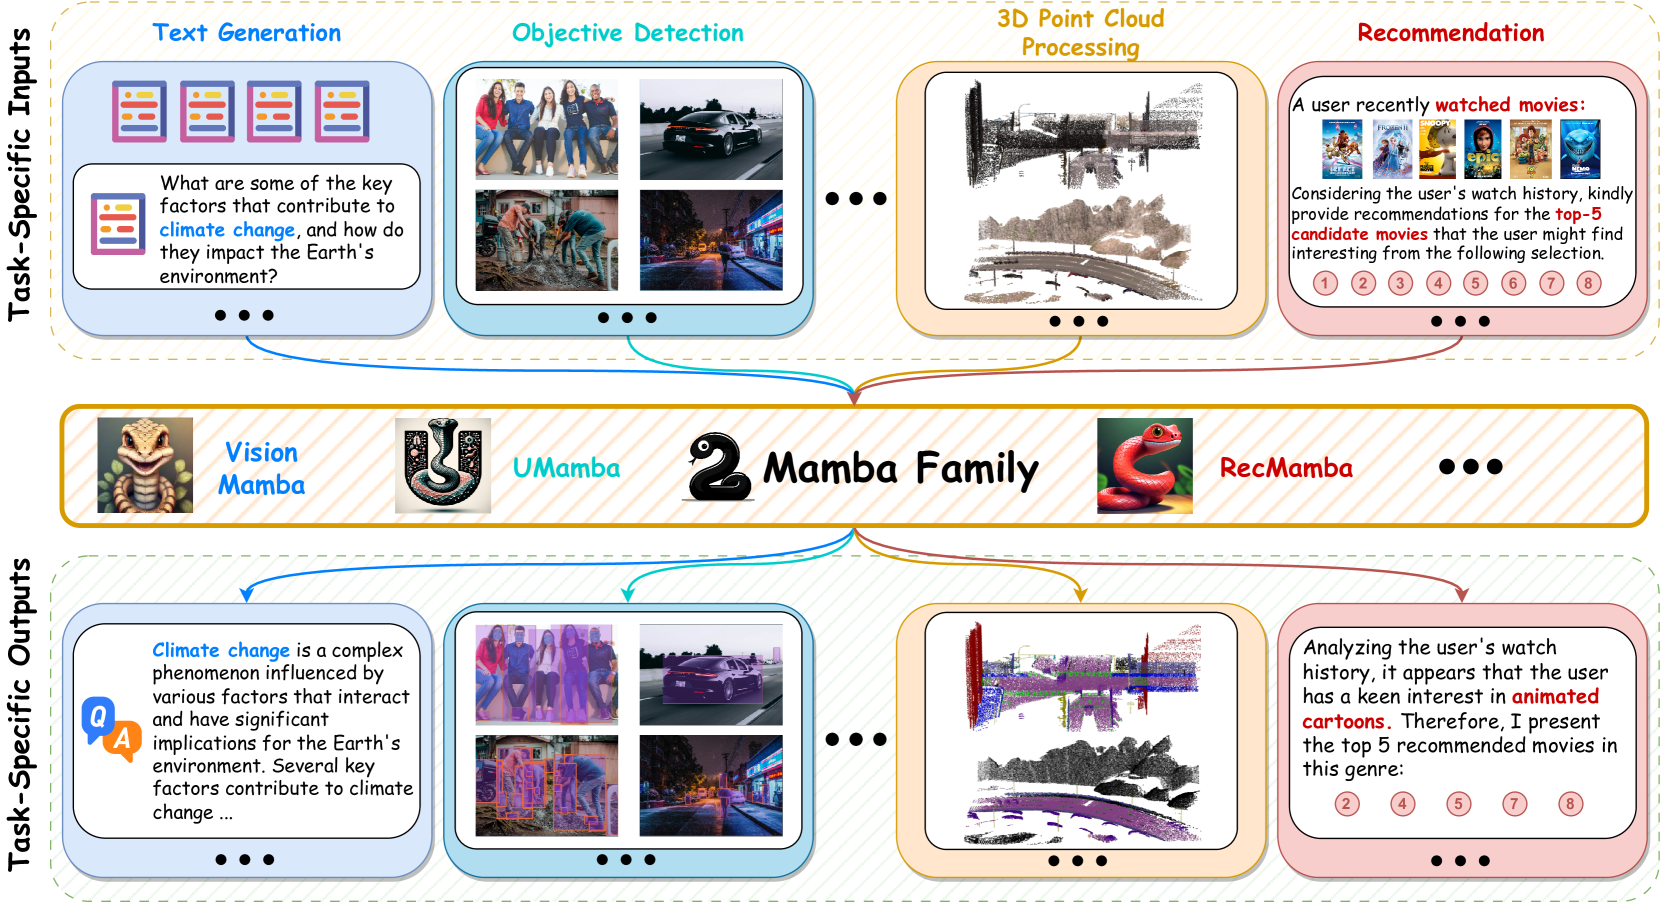 Task-Specific Inputs
Text Generation
What are some of the key
factors that contribute to
climate change, and how do
they impact the Earth's
environment?
Objective Detection
3D Point Cloud
Processing
Recommendation
A user recently watched movies:
SNOOPY
epic
NEMO
Considering the user's watch history, kindly
provide recommendations for the top-5
candidate movies that the user might find
interesting from the following selection.
1 2 3 4 5 6 7 8
Vision
Mamba
UMamba
Mamba Family
RecMamba
Task-Specific Outputs
Q
A
Climate change is a complex
phenomenon influenced by
various factors that interact
and have significant
implications for the Earth's
environment. Several key
factors contribute to climate
change ...
Analyzing the user's watch
history, it appears that the user
has a keen interest in animated
cartoons. Therefore, I present
the top 5 recommended movies in
this genre:
2 4 5 7 8